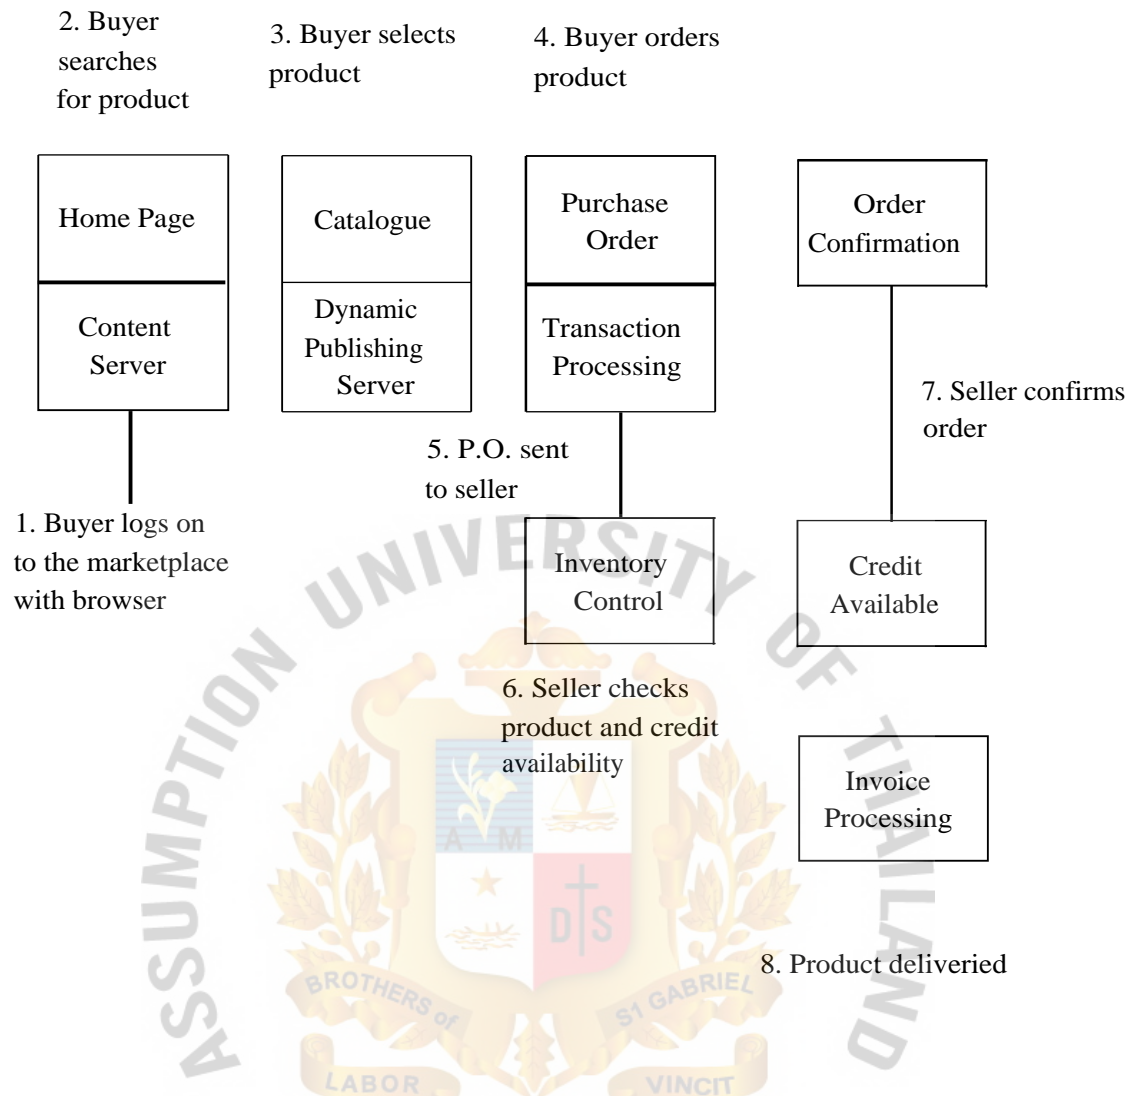 2. Buyer
searches
for product
3. Buyer selects
product
4. Buyer orders
product
Home Page
Content
Server
Catalogue
Dynamic
Publishing
Server
Purchase
Order
Transaction
Processing
Order
Confirmation
7. Seller confirms
order
5. P.O. sent
to seller
1. Buyer logs on
to the marketplace
with browser
Inventory
Control
Credit
Available
6. Seller checks
product and credit
availability
Invoice
Processing
8. Product deliveried
ASSUMPTION UNIVERSITY OF THAILAND
A M
D S
BROTHERS of
S1 GABRIEL
LABOR
VINCIT